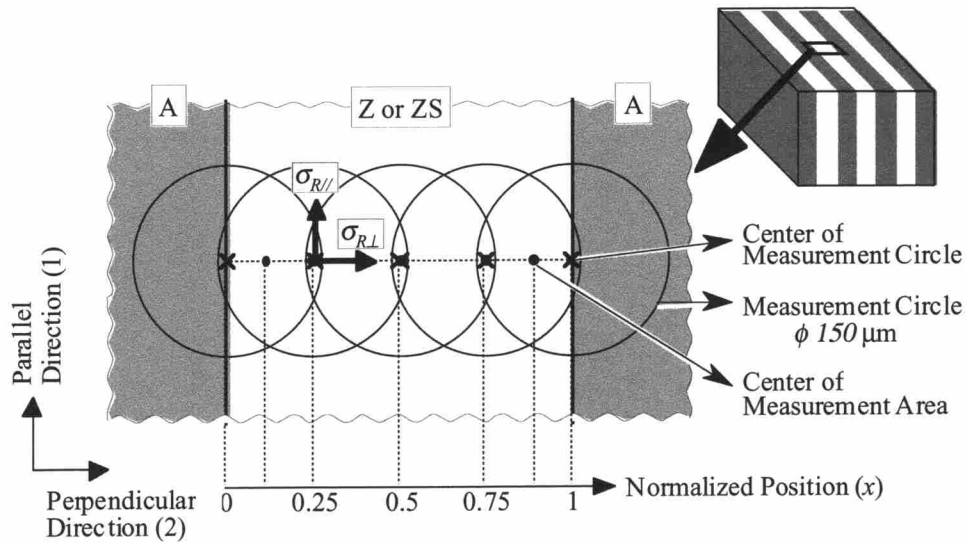 A
Z or ZS
A
σR//
σR⊥
Center of
Measurement Circle
Measurement Circle
ϕ 150 μm
Center of
Measurement Area
Parallel
Direction (1)
Perpendicular
Direction (2)
0
0.25
0.5
0.75
1
Normalized Position (x)